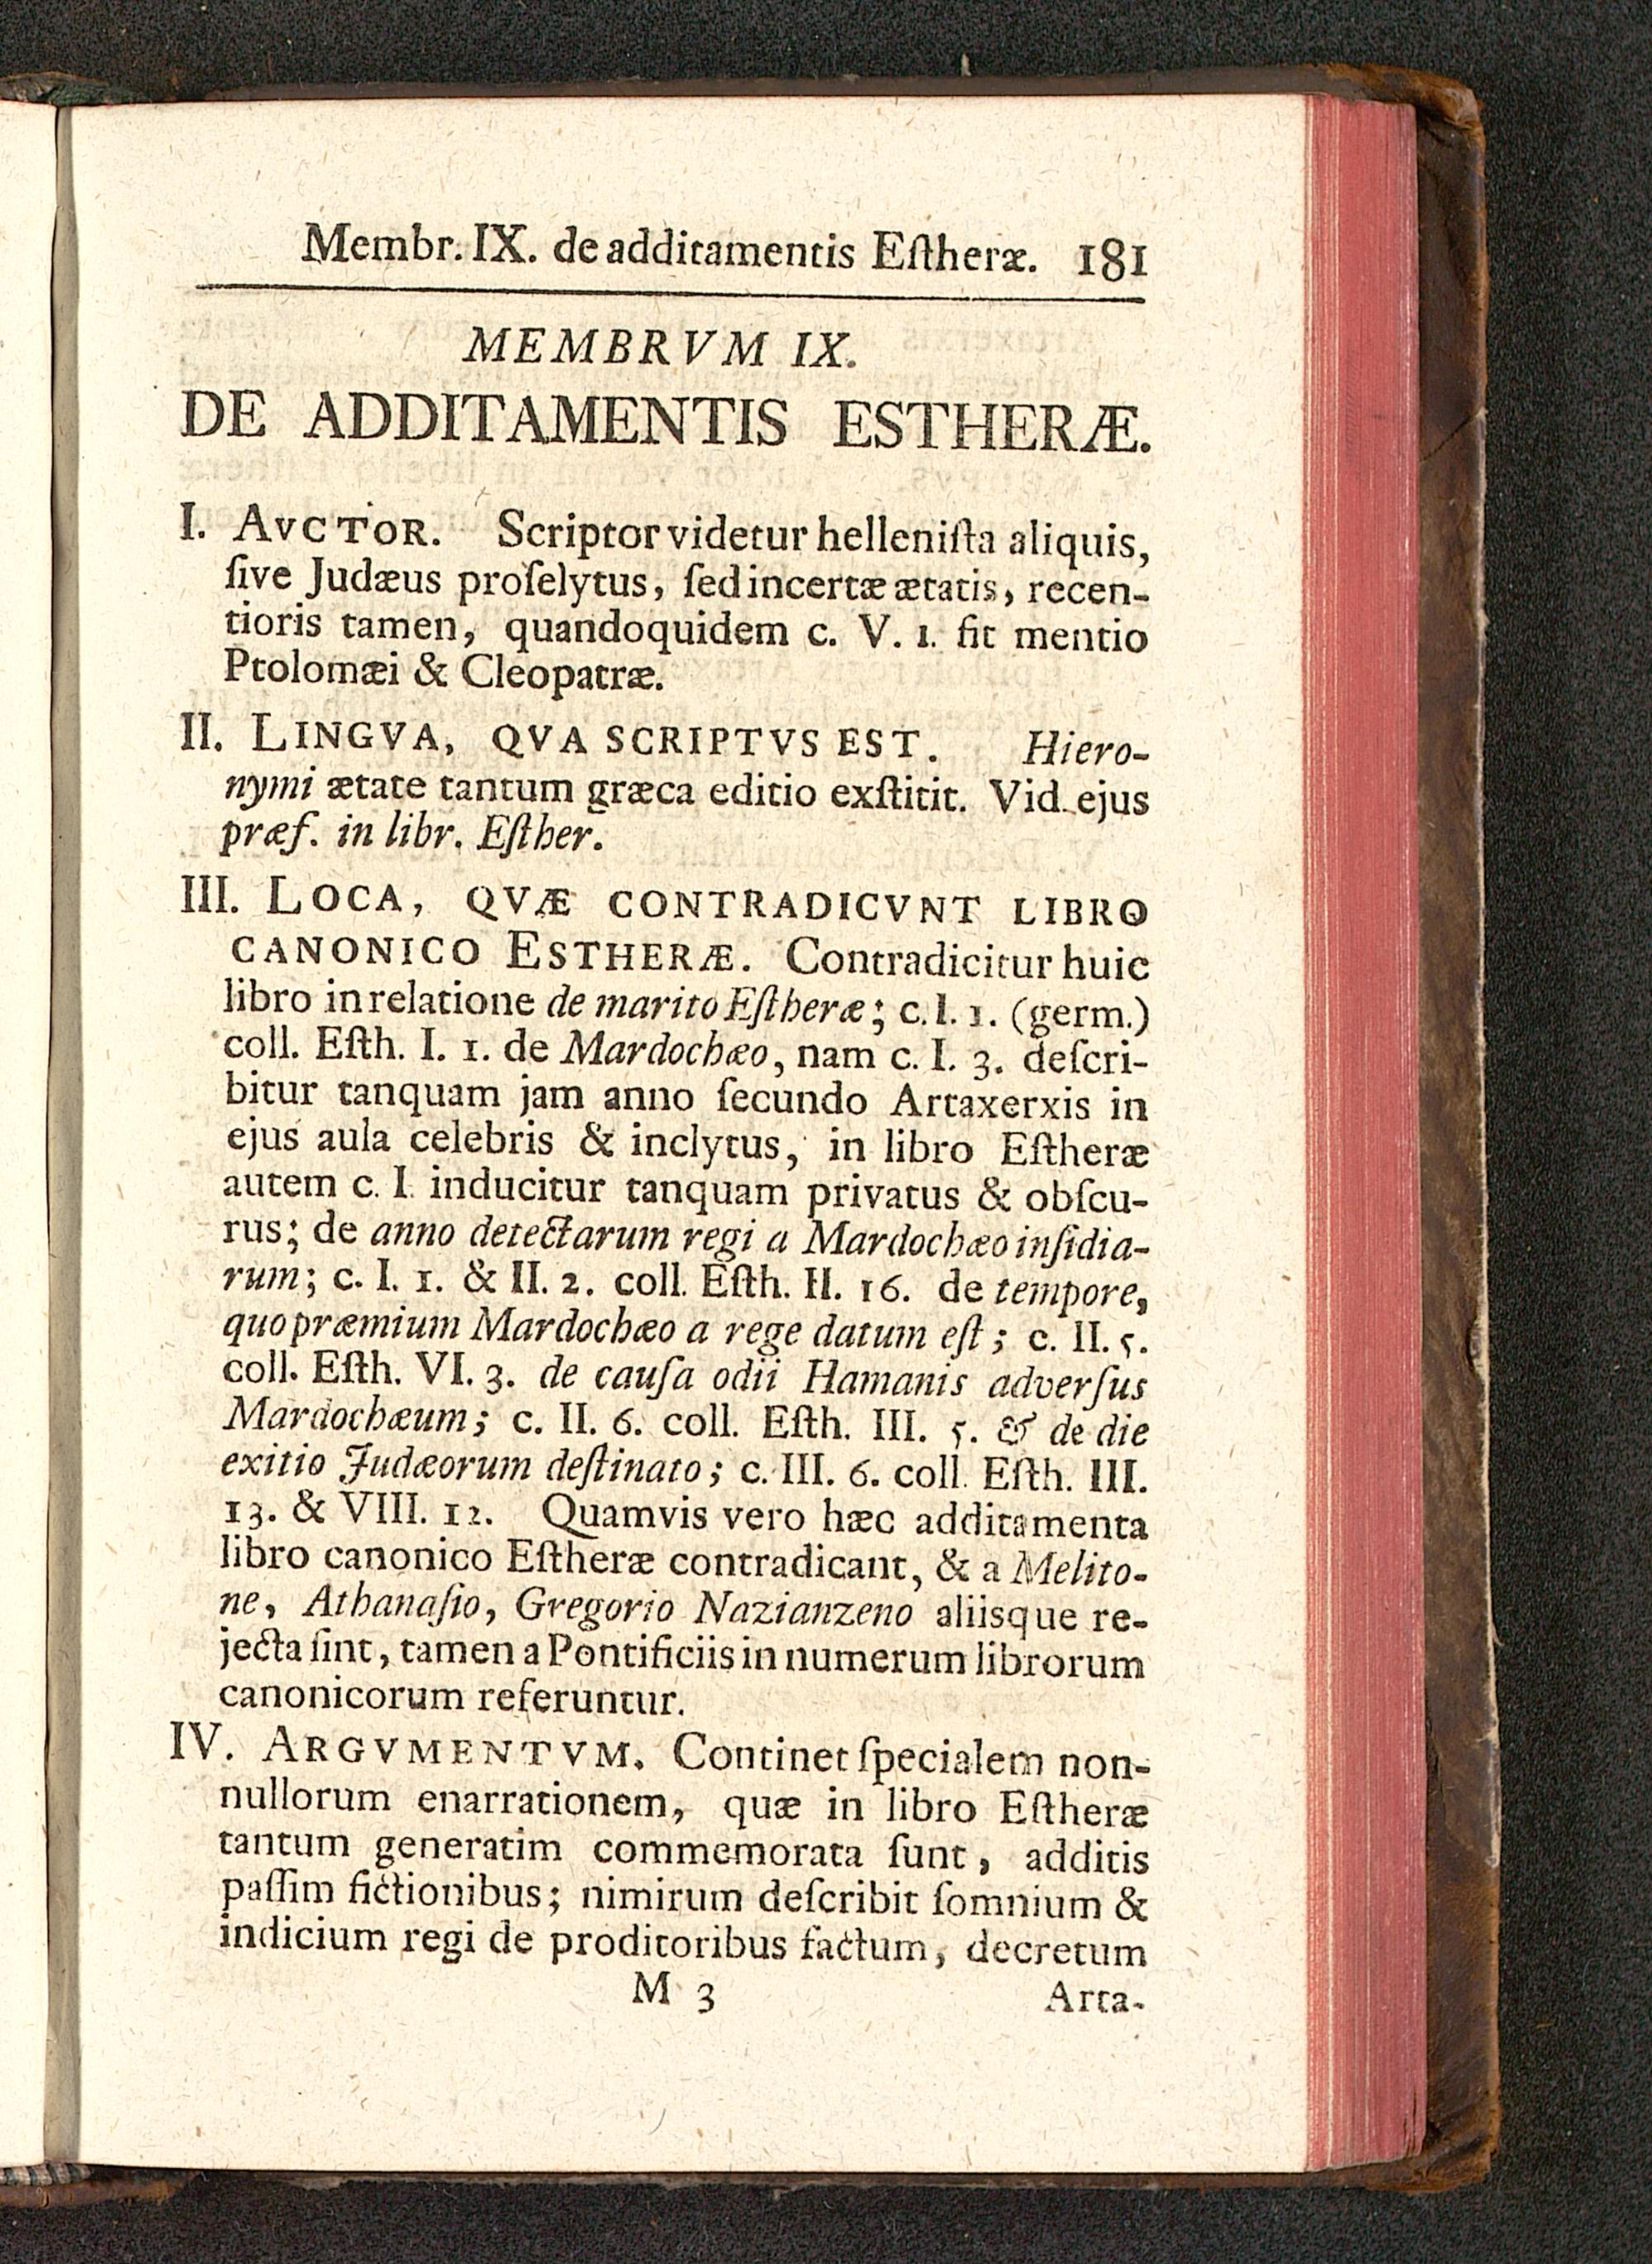 Membr. IX. de additamentis Eſtheræ. 181
MEMBRVM IX.
DE ADDITAMENTIS ESTHERÆ.
I. AVCTOR. Scriptor videtur helleniſta aliquis,
ſive Judæus proſelytus, ſed incertæ ætatis, recen-
tioris tamen, quandoquidem c. V. 1. fit mentio
Ptolomæi & Cleopatræ.
II. LINGVA, QVA SCRIPTVS EST. Hiero-
nymi ætate tantum græca editio exſtitit. Vid. ejus
præf. in libr. Eſther.
III. LOCA, QVÆ CONTRADICVNT LIBRO
CANONICO ESTHERÆ. Contradicitur huic
libro in relatione de marito Eſtheræ; c. I. 1. (germ.)
coll. Eſth. I. 1. de Mardochæo, nam c. I. 3. deſcri-
bitur tanquam jam anno ſecundo Artaxerxis in
ejus aula celebris & inclytus, in libro Eſtheræ
autem c. I. inducitur tanquam privatus & obſcu-
rus; de anno detectarum regi a Mardochæo inſidia-
rum; c. I. 1. & II. 2. coll. Eſth. II. 16. de tempore,
quo præmium Mardochæo a rege datum eſt; c. II. 5.
coll. Eſth. VI. 3. de cauſa odii Hamanis adverſus
Mardochæum; c. II. 6. coll. Eſth. III. 5. & de die
exitio Judæorum deſtinato; c. III. 6. coll. Eſth. III.
13. & VIII. 12. Quamvis vero hæc additamenta
libro canonico Eſtheræ contradicant, & a Melito-
ne, Athanaſio, Gregorio Nazianzeno aliisque re-
jecta ſint, tamen a Pontificiis in numerum librorum
canonicorum referuntur.
IV. ARGVMENTVM. Continet ſpecialem non-
nullorum enarrationem, quæ in libro Eſtheræ
tantum generatim commemorata ſunt, additis
paſſim fictionibus; nimirum deſcribit ſomnium &
indicium regi de proditoribus factum, decretum
M 3 Arta-